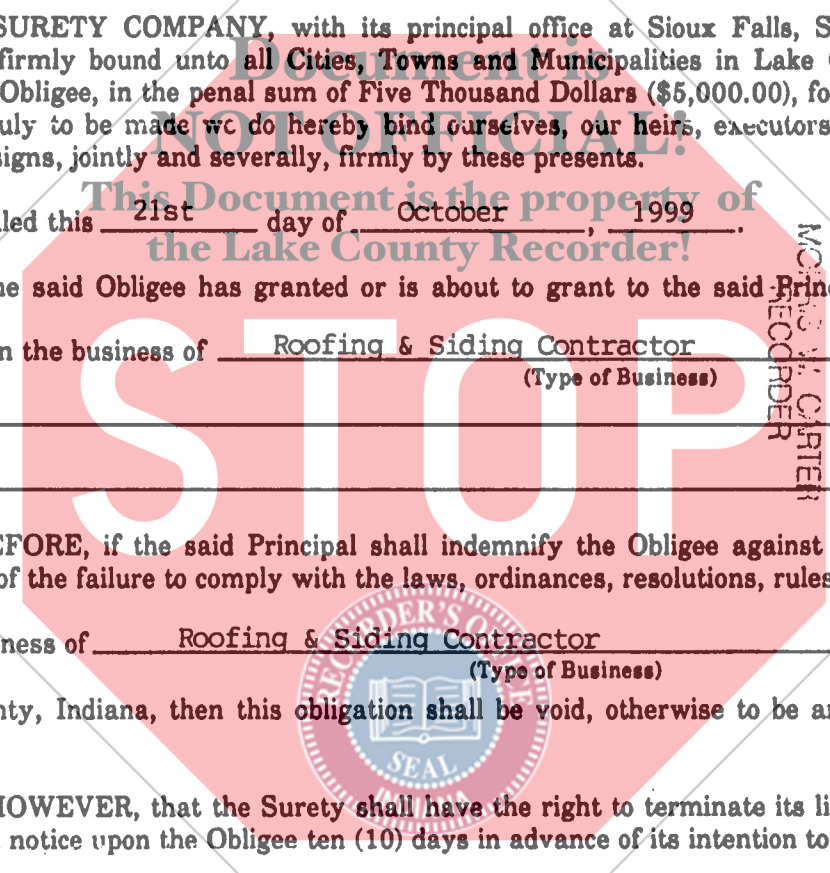 SURETY COMPANY, with its principal office at Sioux Falls, S
firmly bound unto all Cities, Towns and Municipalities in Lake
Document is
Obligee, in the penal sum of Five Thousand Dollars ($5,000.00), fo
uly to be made we do hereby bind ourselves, our heirs, executors
NOT OFFICIAL!
signs, jointly and severally, firmly by these presents.
This Document is the property of
led this 21st day of October, 1999.
the Lake County Recorder!
he said Obligee has granted or is about to grant to the said Princ
n the business of Roofing & Siding Contractor
(Type of Business)
MORRIS W. CARTER
RECORDER
STOP
EFORE, if the said Principal shall indemnify the Obligee against
of the failure to comply with the laws, ordinances, resolutions, rules
ness of Roofing & Siding Contractor
(Type of Business)
RECORDER'S OFFICE
nty, Indiana, then this obligation shall be void, otherwise to be an
SEAL
INDIANA
HOWEVER, that the Surety shall have the right to terminate its li
notice upon the Obligee ten (10) days in advance of its intention to